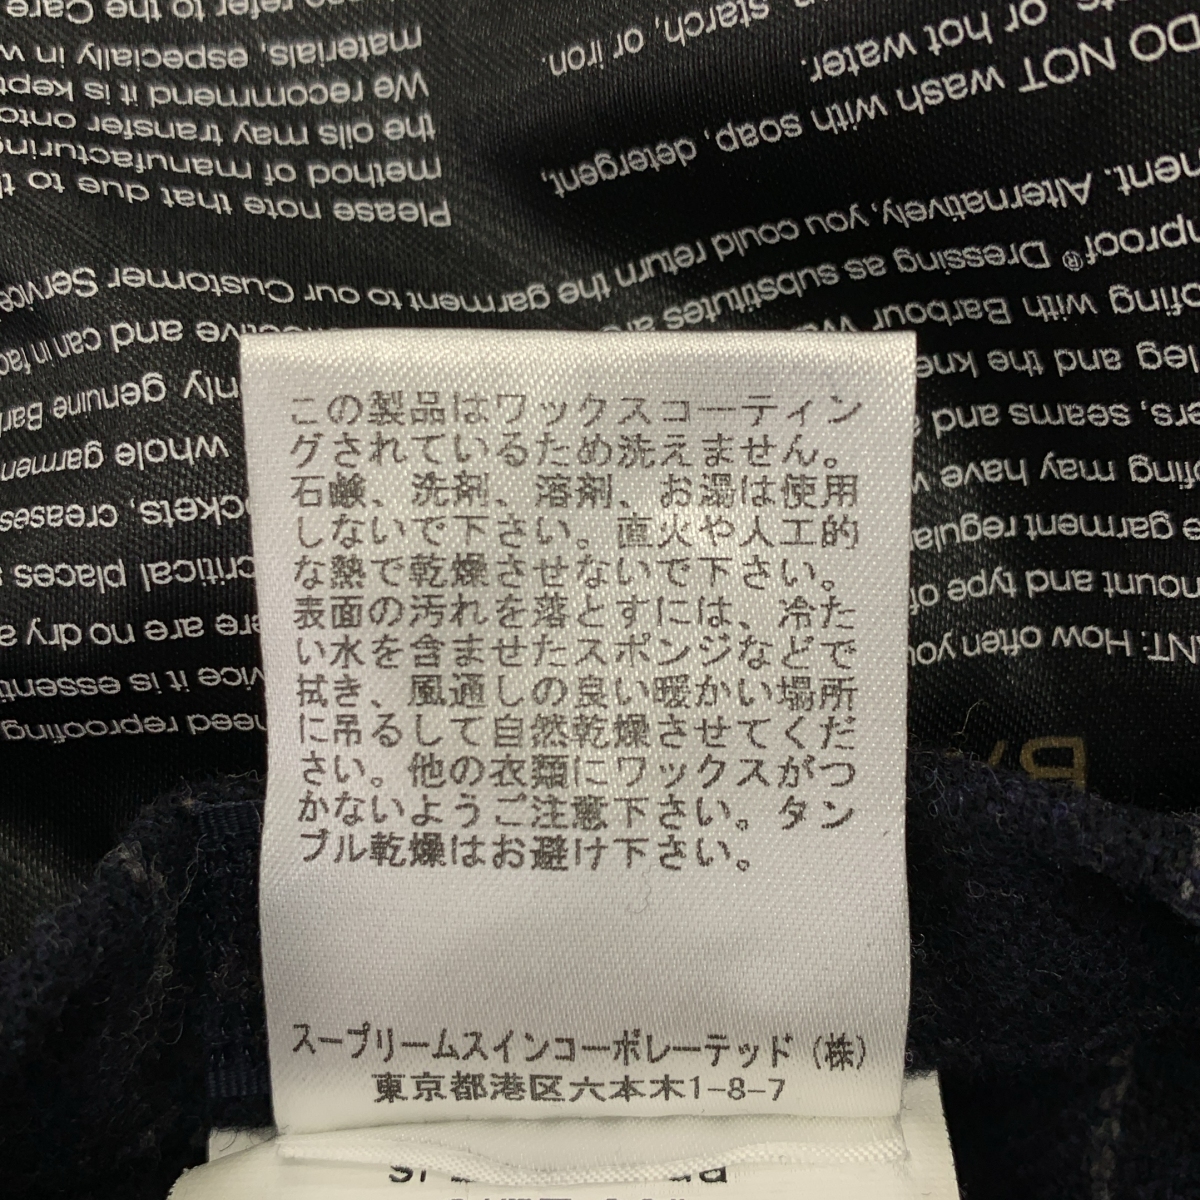 この製品はワックスコーティン
グされているため洗えません。
石鹸、洗剤、溶剤、お湯は使用
しないで下さい。直火や人工的
な熱で乾燥させないで下さい。
表面の汚れを落とすには、冷た
い水を含ませたスポンジなどで
拭き、風通しの良い暖かい場所
に吊るして自然乾燥させてくだ
さい。他の衣類にワックスがつ
かないようご注意下さい。タン
ブル乾燥はお避け下さい。
スープリームスインコーポレーテッド(株)
東京都港区六本木1-8-7
need reproofing
vice it is essenti
ere are no dry a
critical places
ockets, creases
whole garmen
nly genuine Bar
ective and can in fac
to our Customer Service
Please note that due to th
method of manufacturing
the oils may transfer onto
We recommend it is kept
materials, especially in w
refer to the Care
NT: How often you
mount and type of
e garment regular
ofing may have
ers, seams and
leg and the kne
ofing with Barbour
nproof® Dressing as substitutes are
ment. Alternatively, you could return the garment
DO NOT wash with soap, detergent,
or hot water.
starch, or iron.